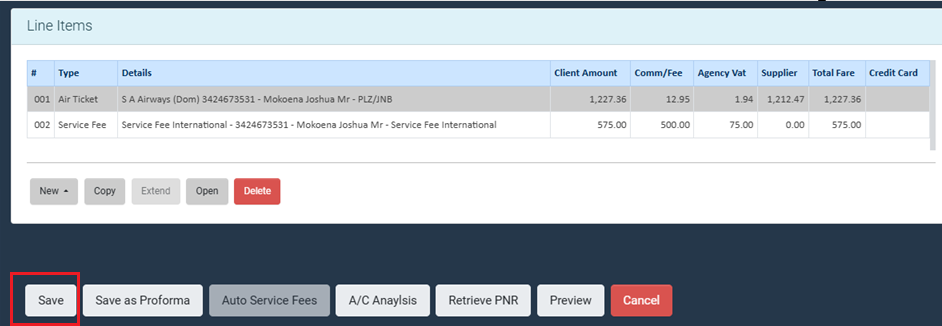 Line Items
# Type Details Client Amount Comm/Fee Agency Vat Supplier Total Fare Credit Card
001 Air Ticket S A Airways (Dom) 3424673531 - Mokoena Joshua Mr - PLZ/JNB 1,227.36 12.95 1.94 1,212.47 1,227.36
002 Service Fee Service Fee International - 3424673531 - Mokoena Joshua Mr - Service Fee International 575.00 500.00 75.00 0.00 575.00
New Copy Extend Open Delete
Save Save as Proforma Auto Service Fees A/C Anaylsis Retrieve PNR Preview Cancel